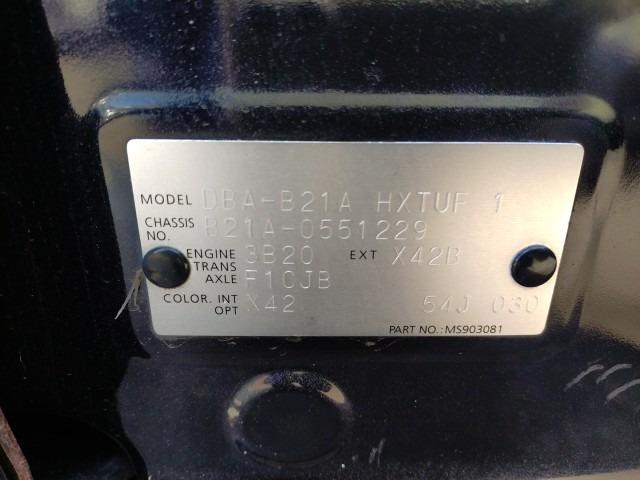 MODEL DBA-B21A HXTUF 1
CHASSIS NO. B21A-0551229
ENGINE 3B20 EXT X42B
TRANS AXLE F1CJB
COLOR. INT X42
OPT 54J 030
PART NO.:MS903081